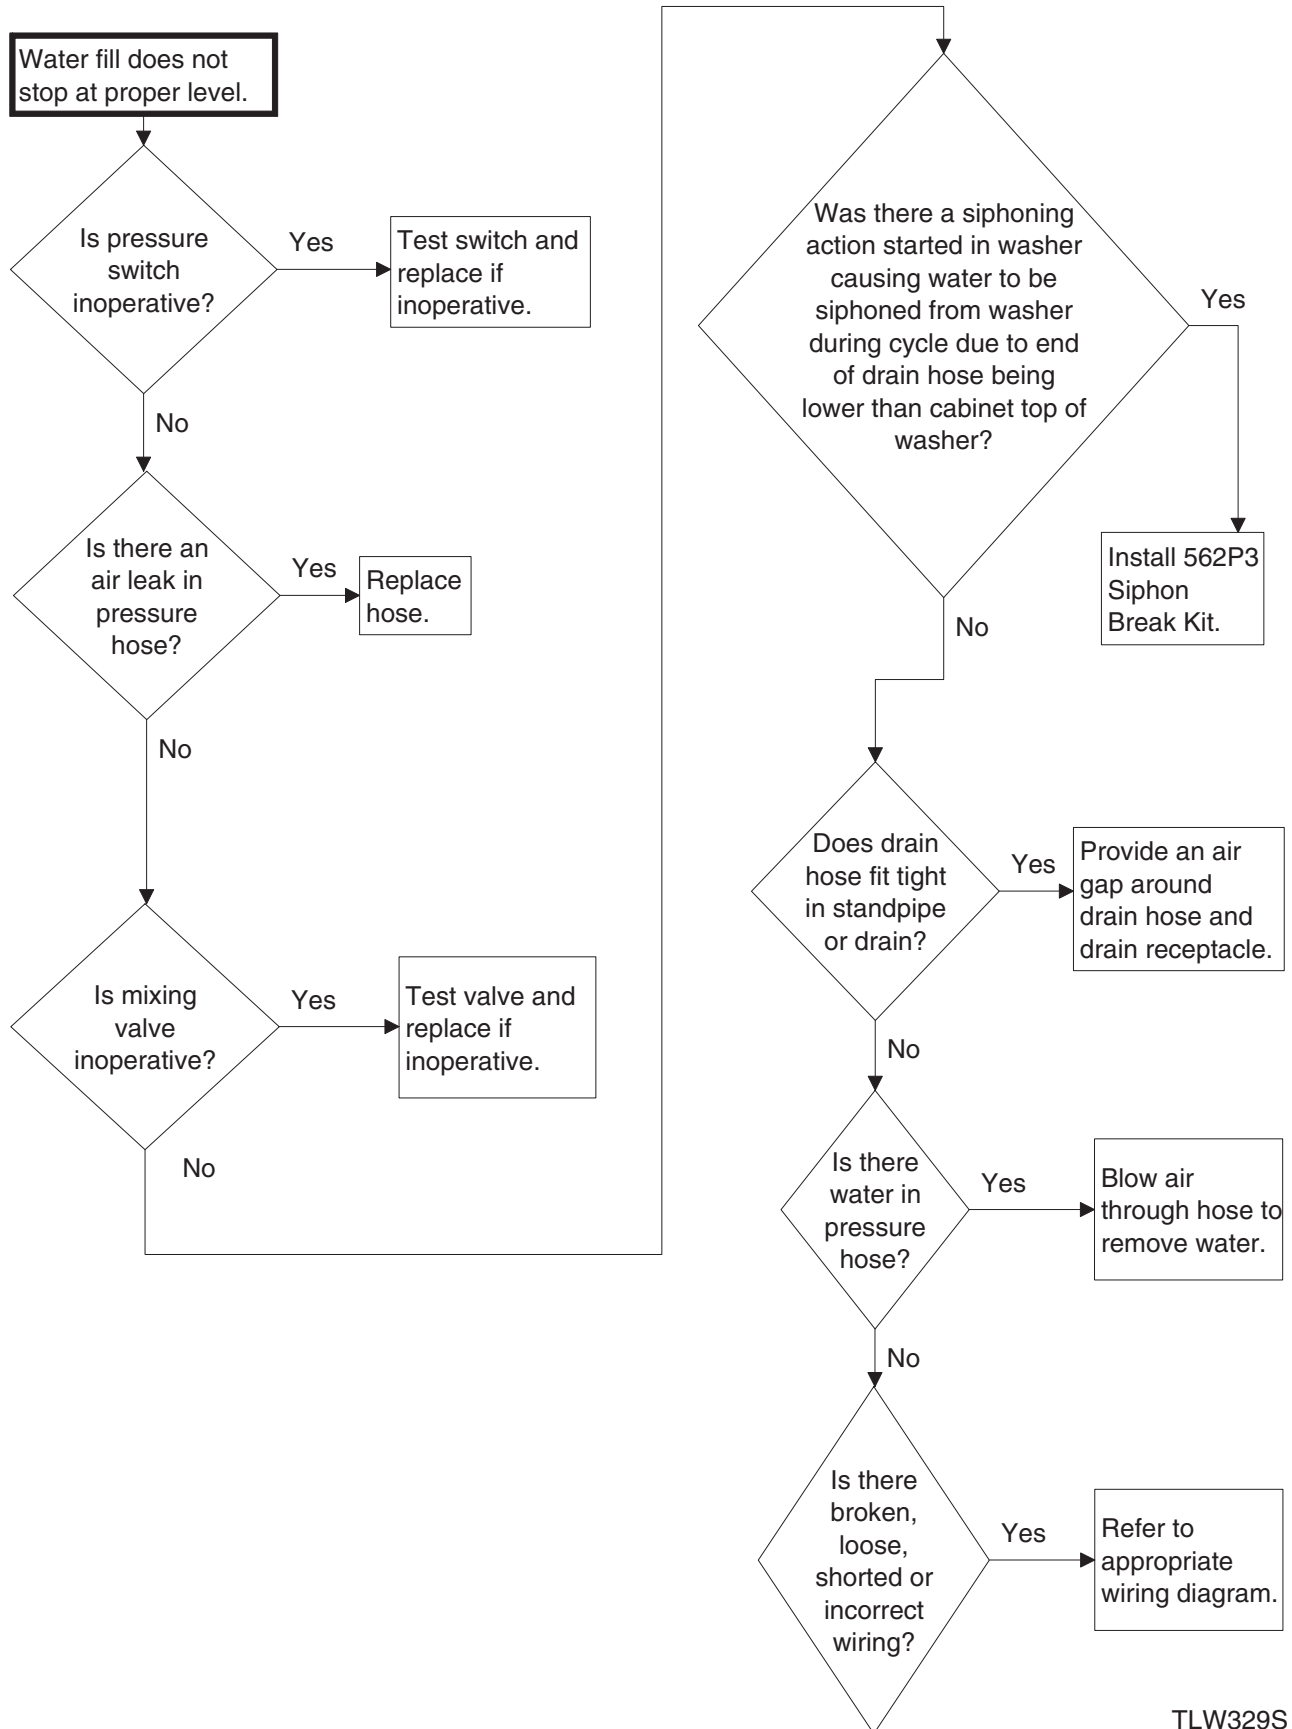 Water fill does not
stop at proper level.
Is pressure
switch
inoperative?
Yes
Test switch and
replace if
inoperative.
No
Is there an
air leak in
pressure
hose?
Yes
Replace
hose.
No
Is mixing
valve
inoperative?
Yes
Test valve and
replace if
inoperative.
No
Was there a siphoning
action started in washer
causing water to be
siphoned from washer
during cycle due to end
of drain hose being
lower than cabinet top of
washer?
Yes
Install 562P3
Siphon
Break Kit.
No
Does drain
hose fit tight
in standpipe
or drain?
Yes
Provide an air
gap around
drain hose and
drain receptacle.
No
Is there
water in
pressure
hose?
Yes
Blow air
through hose to
remove water.
No
Is there
broken,
loose,
shorted or
incorrect
wiring?
Yes
Refer to
appropriate
wiring diagram.
TLW329S